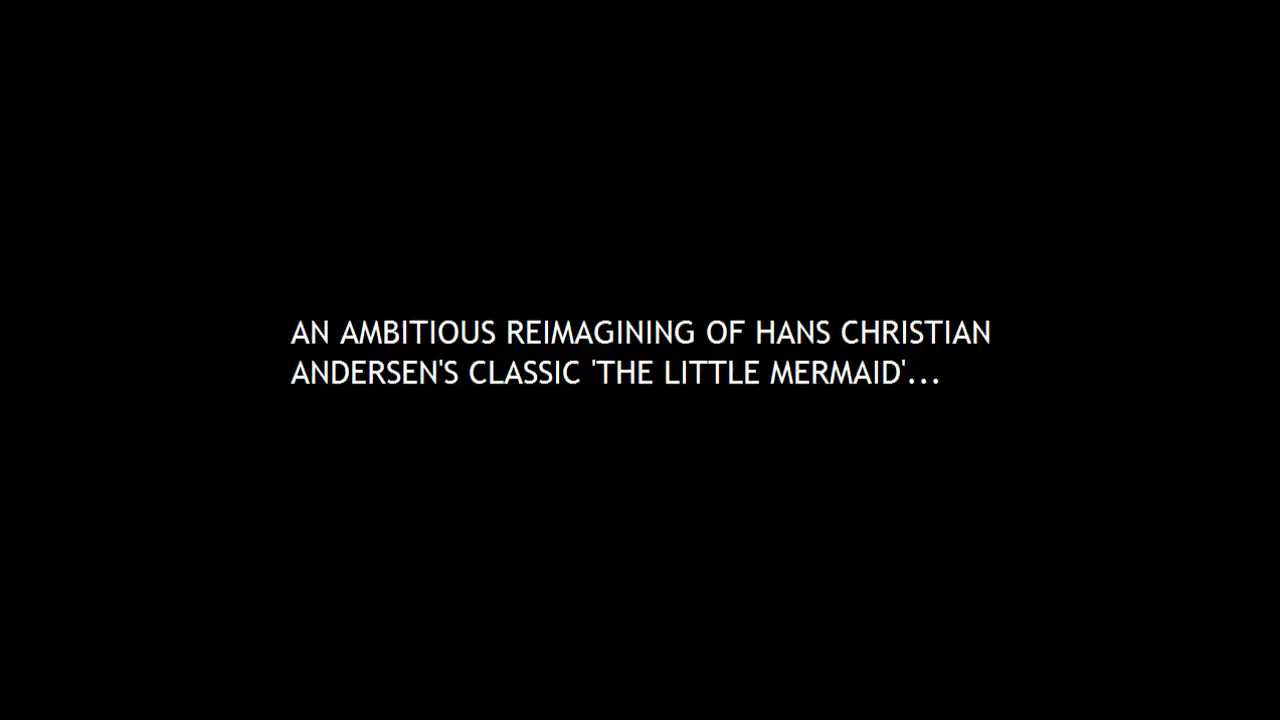 AN AMBITIOUS REIMAGINING OF HANS CHRISTIAN
ANDERSEN'S CLASSIC 'THE LITTLE MERMAID'...